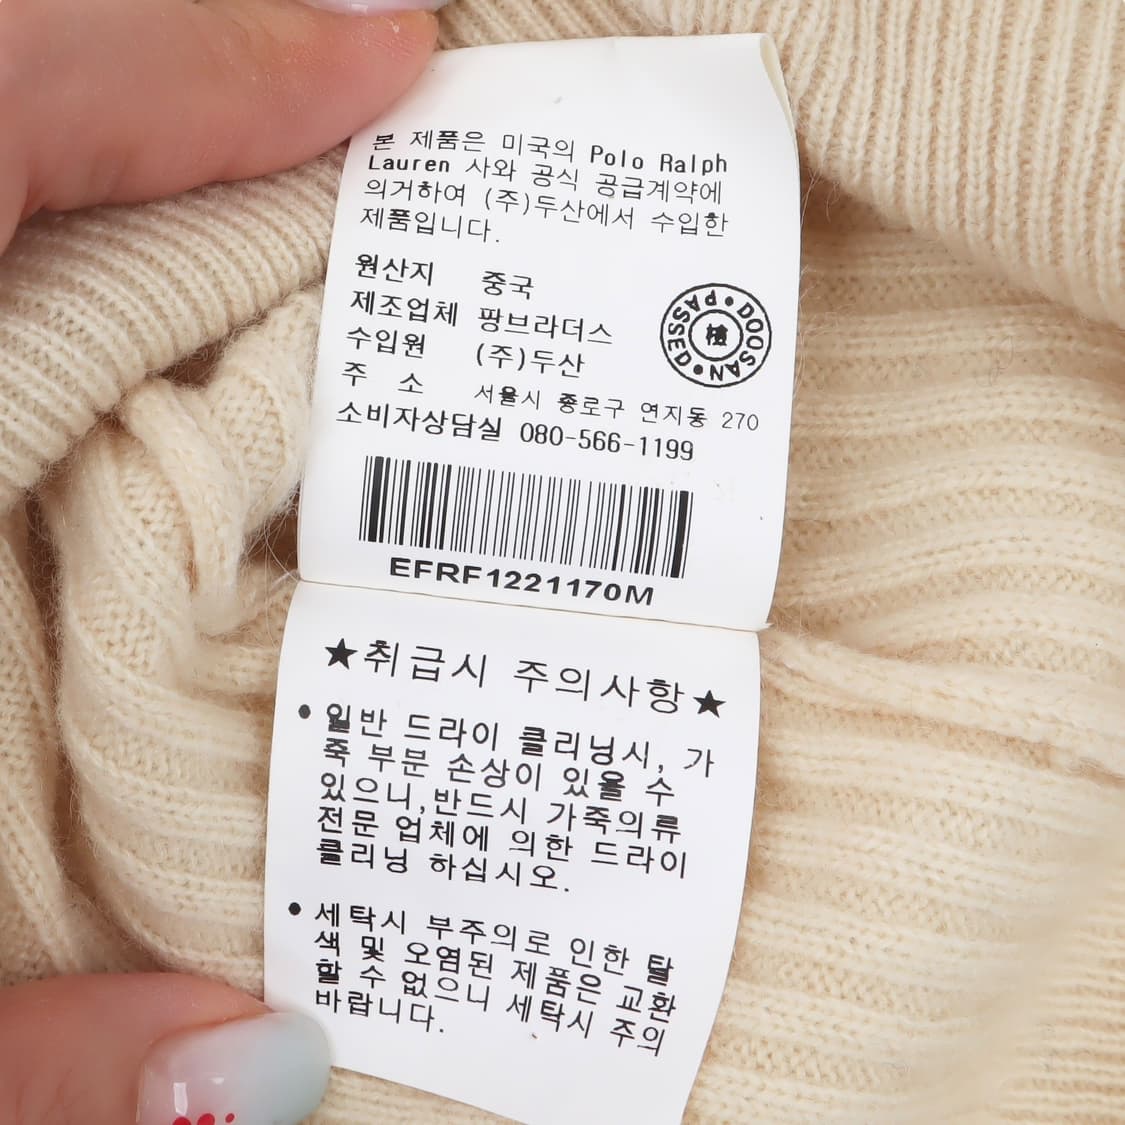 본 제품은 미국의 Polo Ralph
Lauren 사와 공식 공급계약에
의거하여 (주)두산에서 수입한
제품입니다.
원산지 중국
제조업체 팡브라더스
수입원 (주)두산
주 소 서울시 종로구 연지동 270
소비자상담실 080-566-1199
PASSED • DOOSAN •
檢
EFRF1221170M
★취급시 주의사항★
• 일반 드라이 클리닝시, 가
죽 부분 손상이 있을 수
있으니,반드시 가죽의류
전문 업체에 의한 드라이
클리닝 하십시오.
• 세탁시 부주의로 인한 탈
색 및 오염된 제품은 교환
할 수 없으니 세탁시 주의
바랍니다.